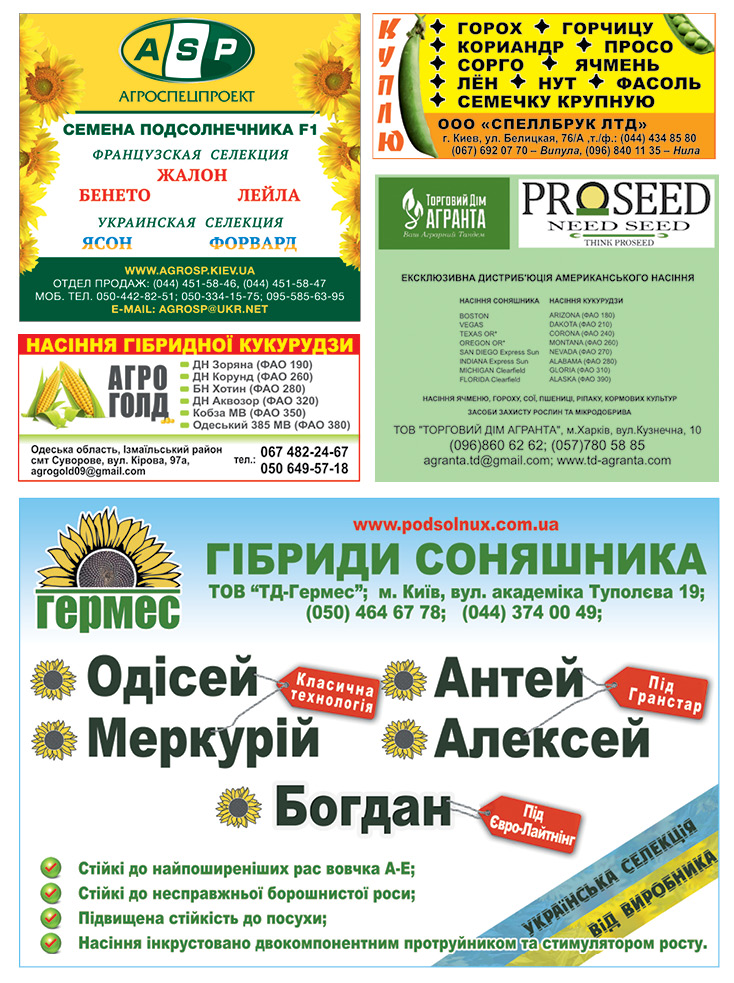 ASP
АГРОСПЕЦПРОЕКТ
СЕМЕНА ПОДСОЛНЕЧНИКА F1
ФРАНЦУЗСКАЯ СЕЛЕКЦИЯ
ЖАЛОН
БЕНЕТО ЛЕЙЛА
УКРАИНСКАЯ СЕЛЕКЦИЯ
ЯСОН ФОРВАРД
WWW.AGROSP.KIEV.UA
ОТДЕЛ ПРОДАЖ: (044) 451-58-46, (044) 451-58-47
МОБ. ТЕЛ. 050-442-82-51; 050-334-15-75; 095-585-63-95
E-MAIL: AGROSP@UKR.NET
КУПЛЮ
ГОРОХ ГОРЧИЦУ
КОРИАНДР ПРОСО
СОРГО ЯЧМЕНЬ
ЛЁН НУТ ФАСОЛЬ
СЕМЕЧКУ КРУПНУЮ
ООО «СПЕЛЛБРУК ЛТД»
г. Киев, ул. Белицкая, 76/А ,т./ф.: (044) 434 85 80
(067) 692 07 70 – Випула, (096) 840 11 35 – Нила
Торговий Дім
АГРАНТА
Ваш Аграрний Тандем
PROSEED
NEED SEED
THINK PROSEED
ЕКСКЛЮЗИВНА ДИСТРИБ'ЮЦІЯ АМЕРИКАНСЬКОГО НАСІННЯ
НАСІННЯ СОНЯШНИКА НАСІННЯ КУКУРУДЗИ
BOSTON ARIZONA (ФАО 180)
VEGAS DAKOTA (ФАО 210)
TEXAS OR* CORONA (ФАО 240)
OREGON OR* MONTANA (ФАО 260)
SAN DIEGO Express Sun NEVADA (ФАО 270)
INDIANA Express Sun ALABAMA (ФАО 280)
MICHIGAN Clearfield GLORIA (ФАО 310)
FLORIDA Clearfield ALASKA (ФАО 390)
НАСІННЯ ЯЧМЕНЮ, ГОРОХУ, СОЇ, ПШЕНИЦІ, РІПАКУ, КОРМОВИХ КУЛЬТУР
ЗАСОБИ ЗАХИСТУ РОСЛИН ТА МІКРОДОБРИВА
ТОВ "ТОРГОВИЙ ДІМ АГРАНТА", м.Харків, вул.Кузнечна, 10
(096)860 62 62; (057)780 58 85
agranta.td@gmail.com; www.td-agranta.com
НАСІННЯ ГІБРИДНОЇ КУКУРУДЗИ
АГРО
ГОЛД
ДН Зоряна (ФАО 190)
ДН Корунд (ФАО 260)
БН Хотин (ФАО 280)
ДН Аквозор (ФАО 320)
Кобза МВ (ФАО 350)
Одеський 385 МВ (ФАО 380)
Одеська область, Ізмаїльський район
смт Суворове, вул. Кірова, 97а,
agrogold09@gmail.com
тел.: 067 482-24-67
050 649-57-18
www.podsolnux.com.ua
гермес
ГІБРИДИ СОНЯШНИКА
ТОВ “ТД-Гермес”; м. Київ, вул. академіка Туполєва 19;
(050) 464 67 78; (044) 374 00 49;
Одісей
Меркурій
Класична
технологія
Антей
Алексей
Під
Гранстар
Богдан
Під
Євро-Лайтнінг
Стійкі до найпоширеніших рас вовчка А-Е;
Стійкі до несправжньої борошнистої роси;
Підвищена стійкість до посухи;
Насіння інкрустовано двокомпонентним протруйником та стимулятором росту.
УКРАЇНСЬКА СЕЛЕКЦіЯ
ВІД ВИРОБНИКА